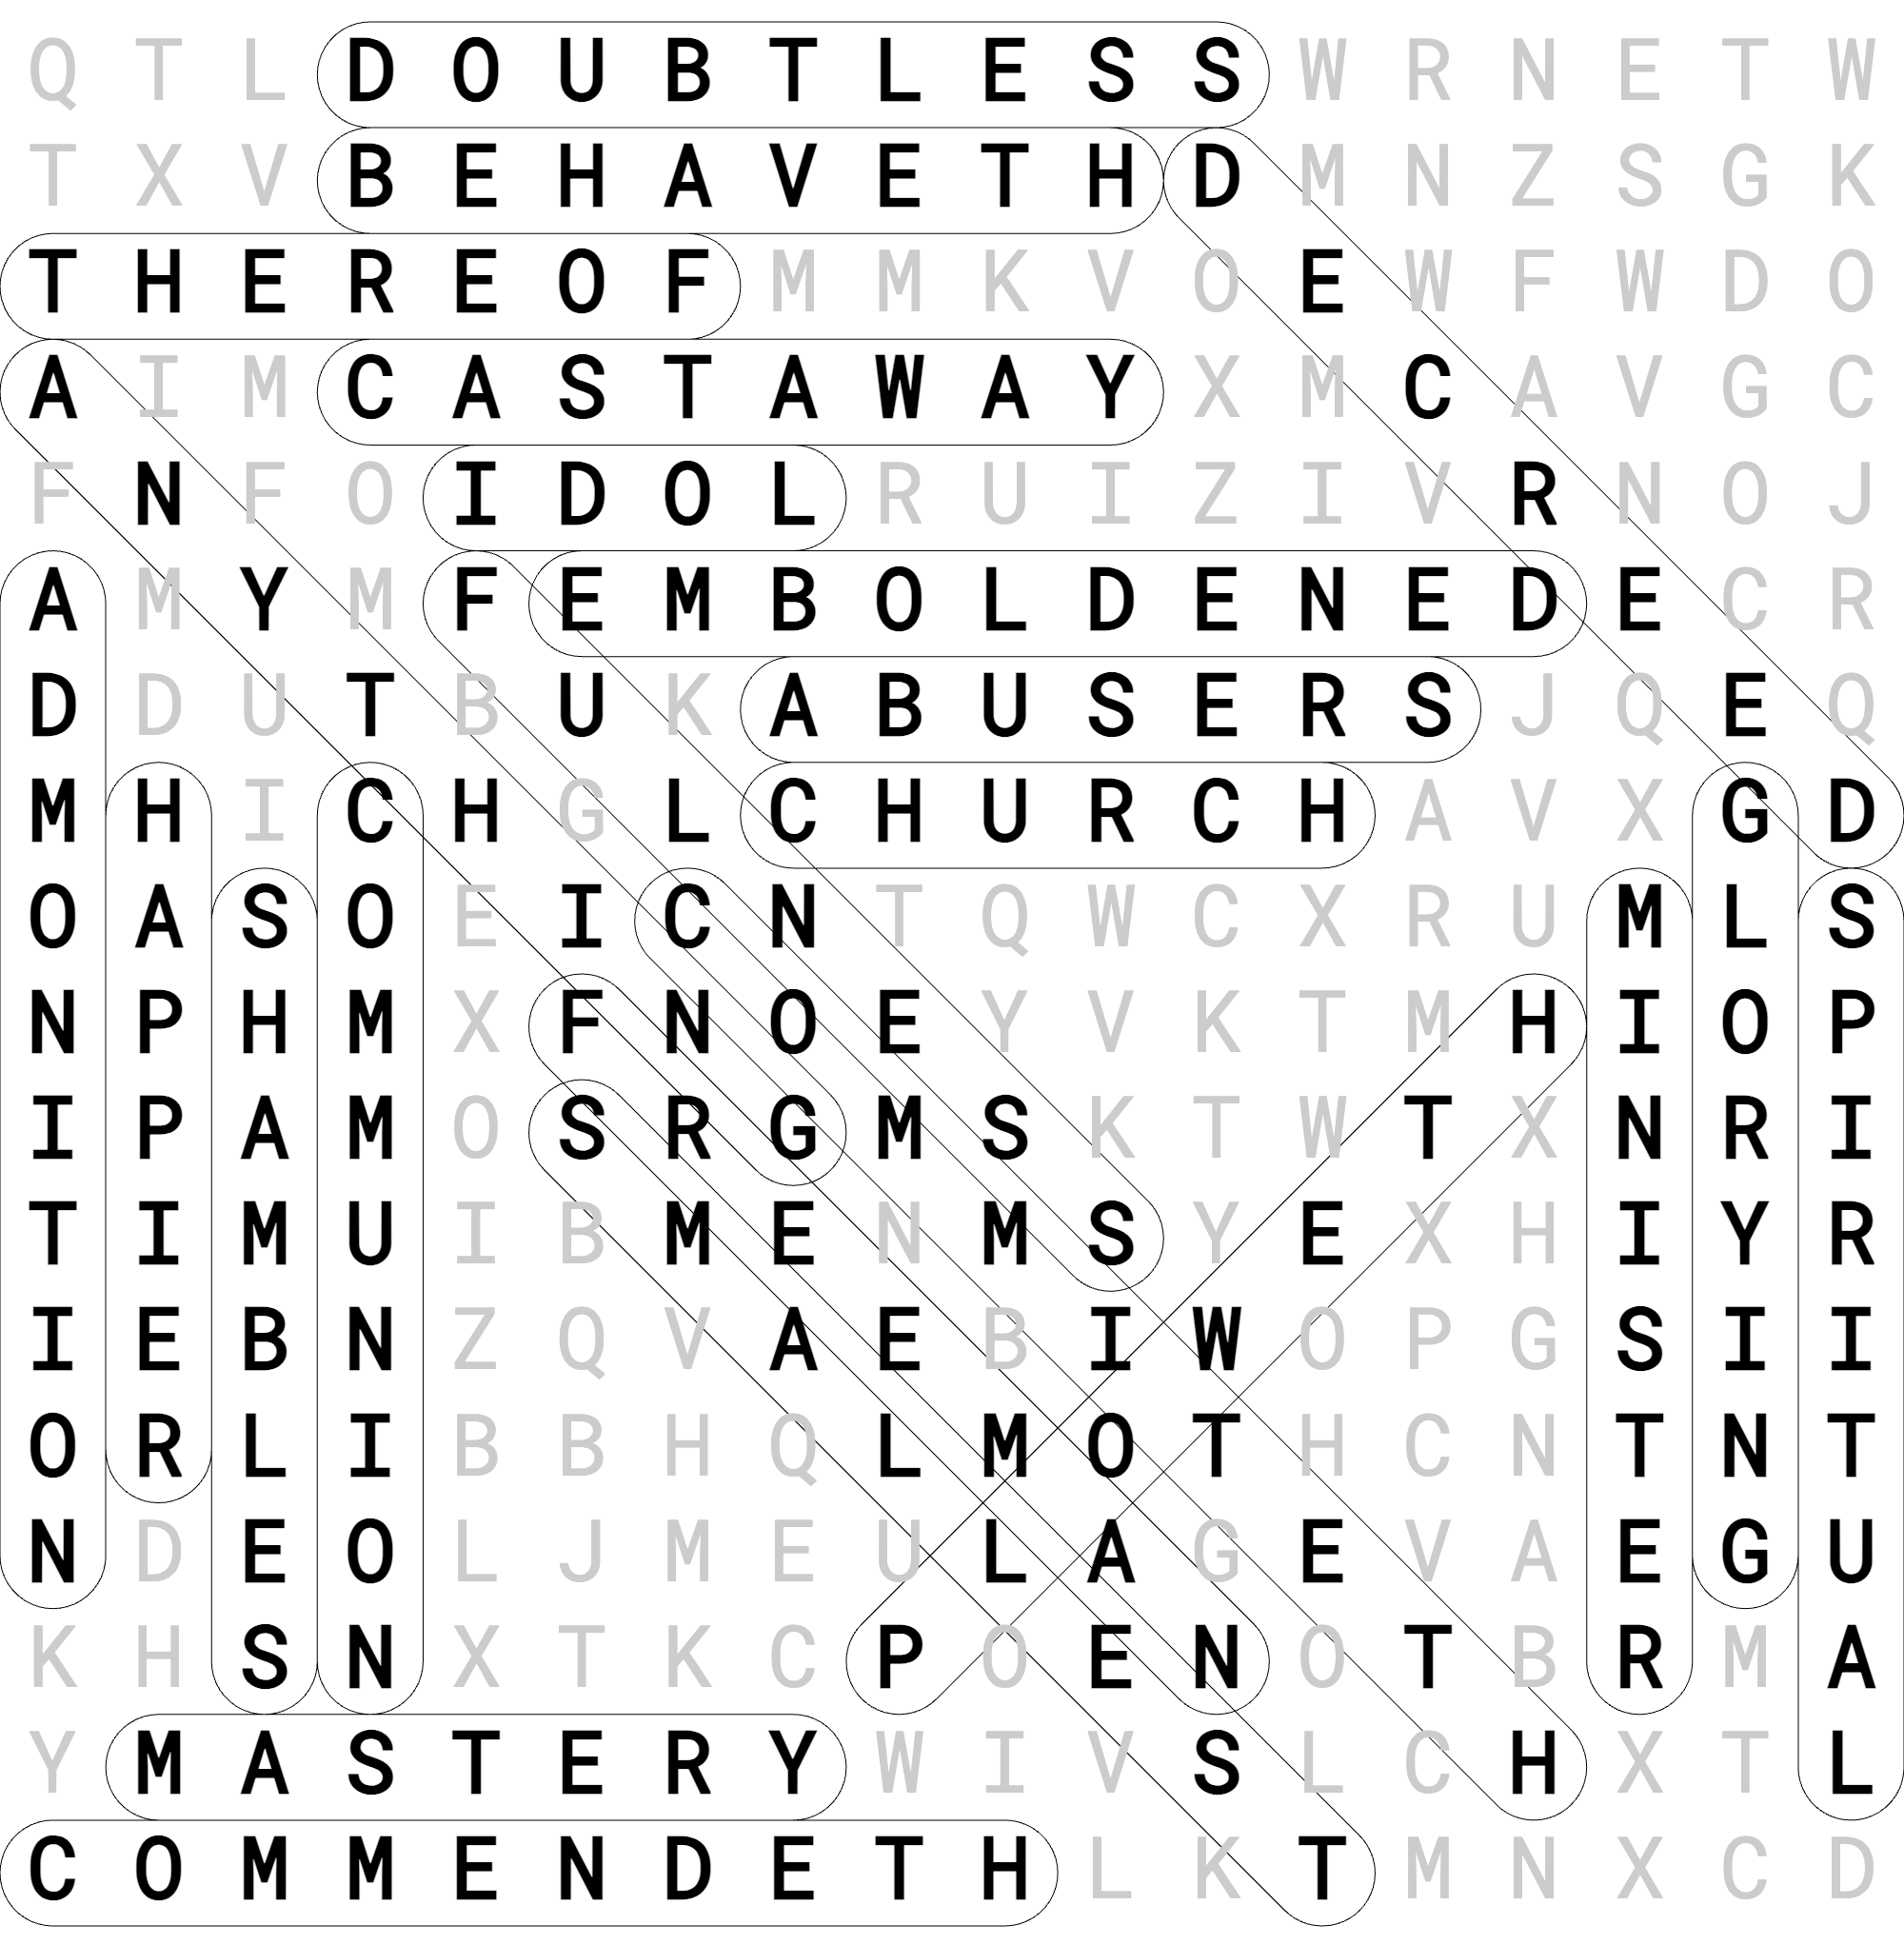 Q T L D O U B T L E S S W R N E T W
T X V B E H A V E T H D M N Z S G K
T H E R E O F M M K V O E W F W D O
A I M C A S T A W A Y X M C A V G C
F N F O I D O L R U I Z I V R N O J
A M Y M F E M B O L D E N E D E C R
D D U T B U K A B U S E R S J Q E Q
M H I C H G L C H U R C H A V X G D
O A S O E I C N T Q W C X R U M L S
N P H M X F N O E Y V K T M H I O P
I P A M O S R G M S K T W T X N R I
T I M U I B M E N M S Y E X H I Y R
I E B N Z Q V A E B I W O P G S I I
O R L I B B H Q L M O T H C N T N T
N D E O L J M E U L A G E V A E G U
K H S N X T K C P O E N O T B R M A
Y M A S T E R Y W I V S L C H X T L
C O M M E N D E T H L K T M N X C D